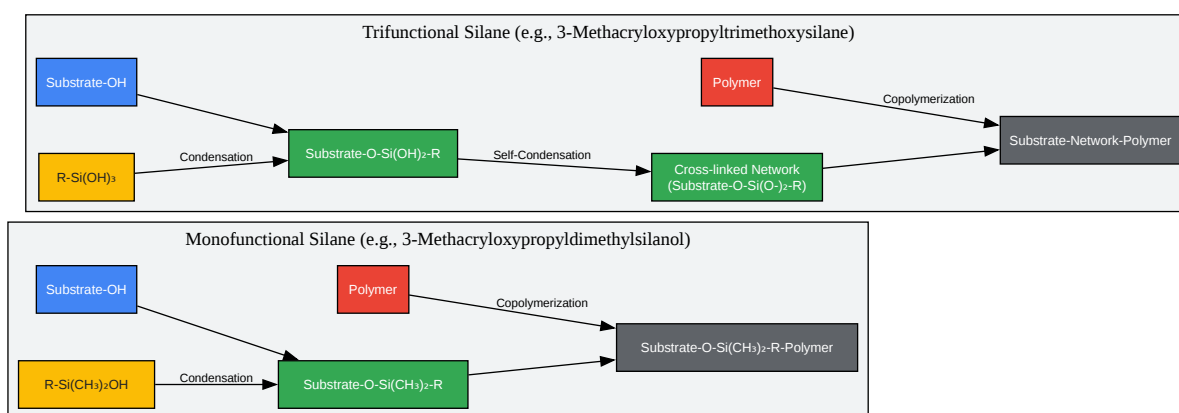 Trifunctional Silane (e.g., 3-Methacryloxypropyltrimethoxysilane)
Substrate-OH
Polymer
Copolymerization
Substrate-Network-Polymer
Condensation
Substrate-O-Si(OH)₂-R
Self-Condensation
Cross-linked Network
(Substrate-O-Si(O-)₂-R)
R-Si(OH)₃
Monofunctional Silane (e.g., 3-Methacryloxypropyldimethylsilanol)
Substrate-OH
Polymer
Copolymerization
Substrate-O-Si(CH₃)₂-R-Polymer
R-Si(CH₃)₂OH
Condensation
Substrate-O-Si(CH₃)₂-R